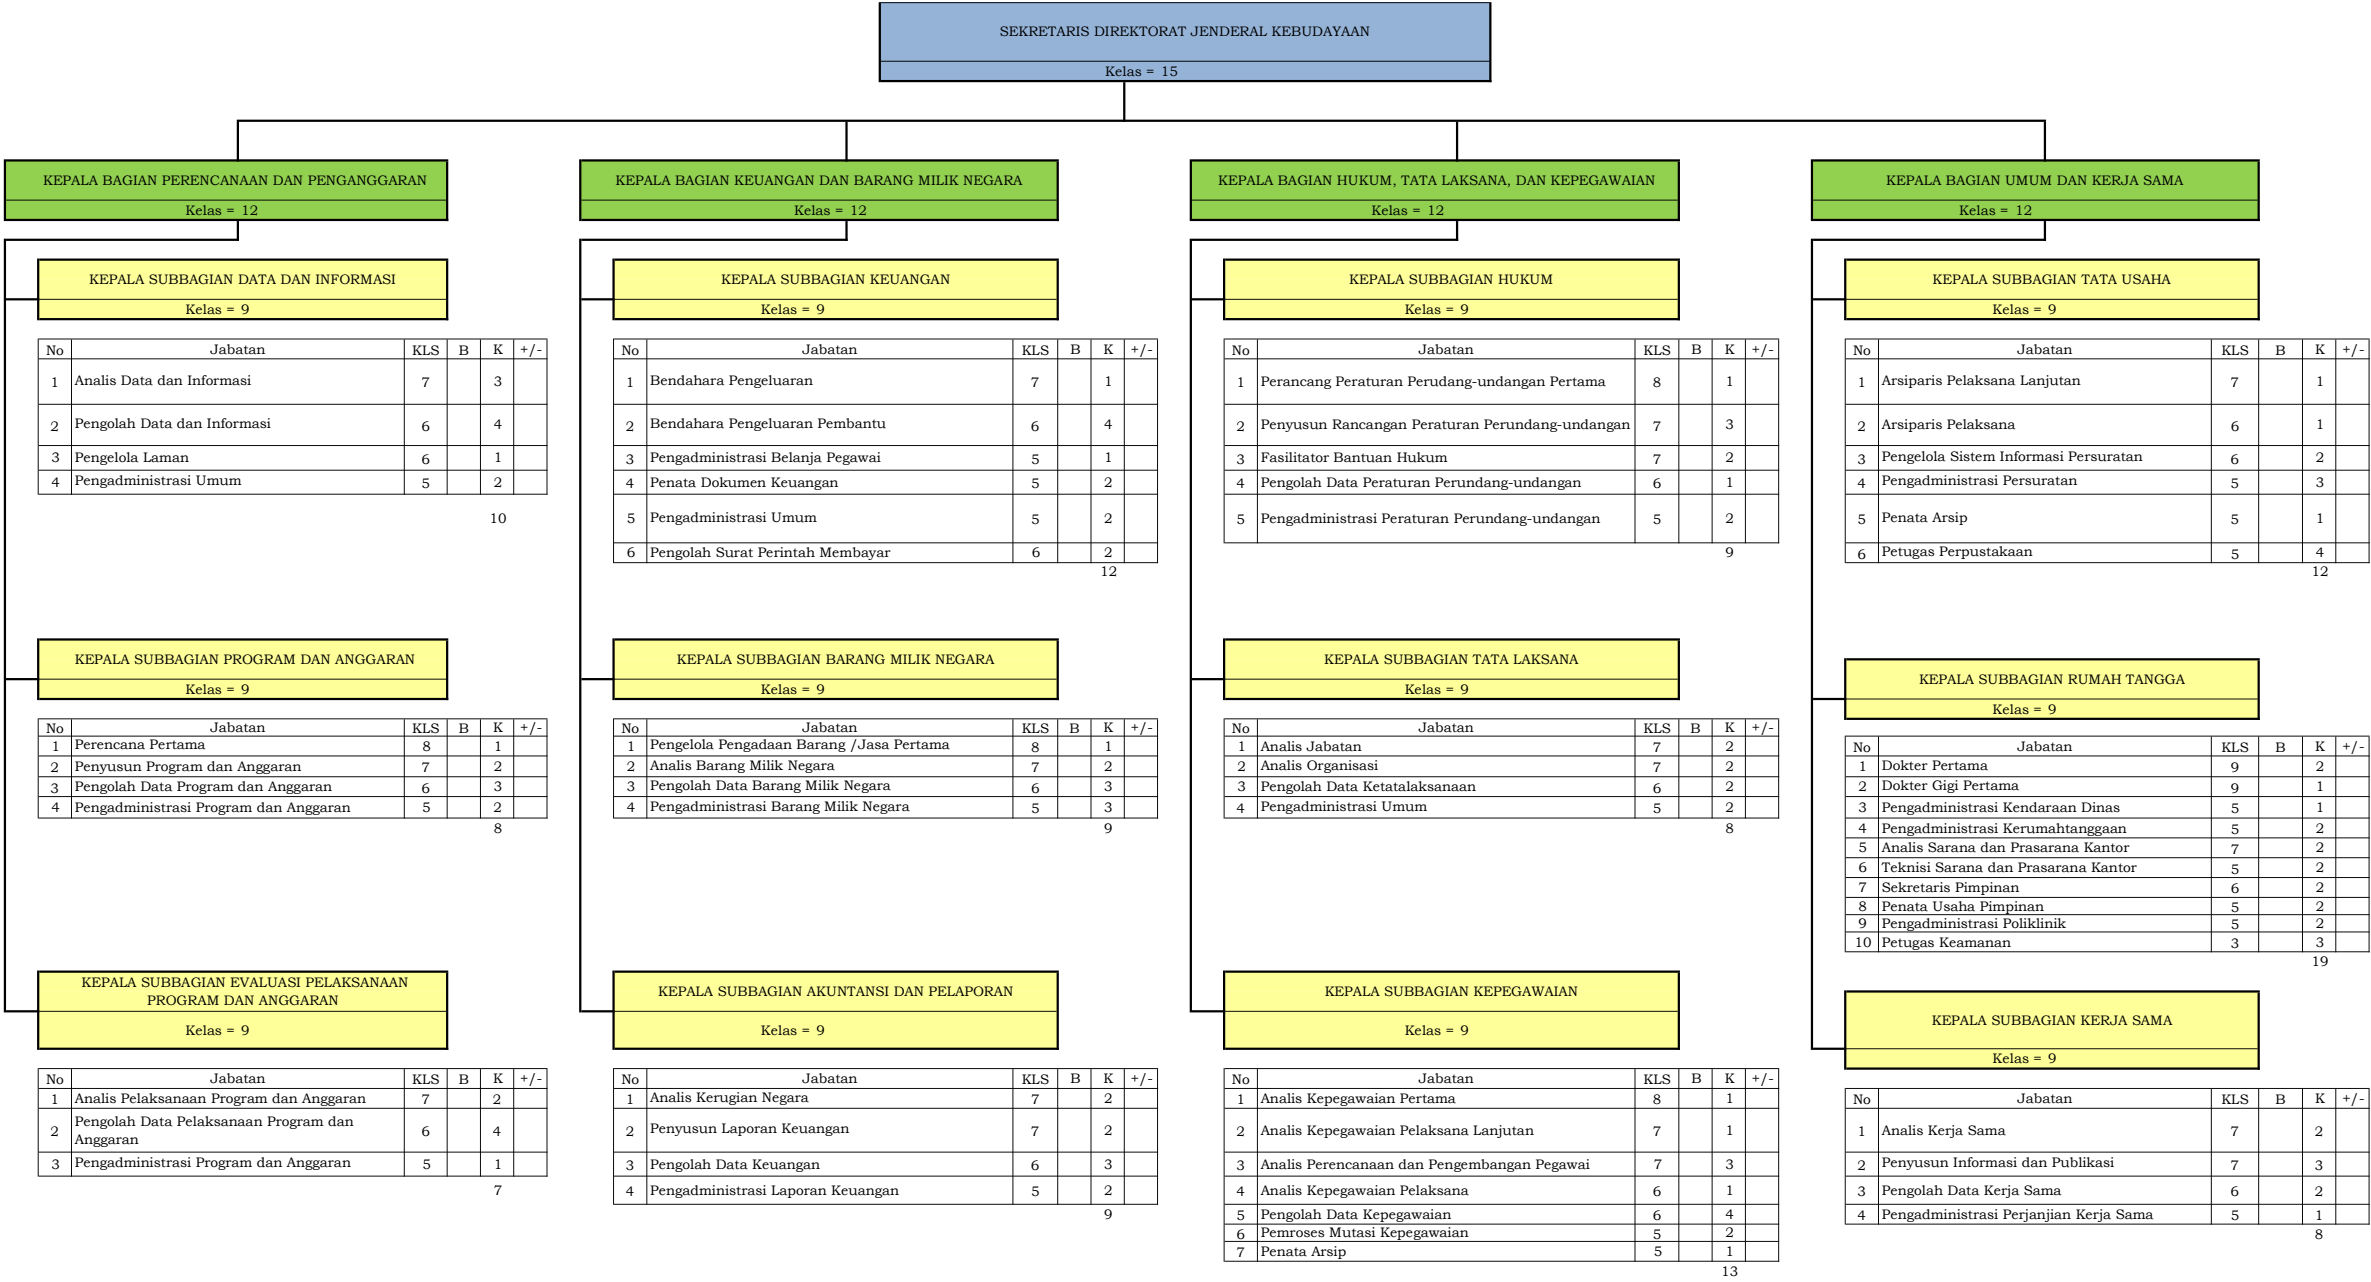 SEKRETARIS DIREKTORAT JENDERAL KEBUDAYAAN
Kelas = 15
KEPALA BAGIAN PERENCANAAN DAN PENGANGGARAN
Kelas = 12
KEPALA SUBBAGIAN DATA DAN INFORMASI
Kelas = 9
No Jabatan KLS B K +/-
1 Analis Data dan Informasi 7 3
2 Pengolah Data dan Informasi 6 4
3 Pengelola Laman 6 1
4 Pengadministrasi Umum 5 2
10
KEPALA SUBBAGIAN PROGRAM DAN ANGGARAN
Kelas = 9
No Jabatan KLS B K +/-
1 Perencana Pertama 8 1
2 Penyusun Program dan Anggaran 7 2
3 Pengolah Data Program dan Anggaran 6 3
4 Pengadministrasi Program dan Anggaran 5 2
8
KEPALA SUBBAGIAN EVALUASI PELAKSANAAN
PROGRAM DAN ANGGARAN
Kelas = 9
No Jabatan KLS B K +/-
1 Analis Pelaksanaan Program dan Anggaran 7 2
2 Pengolah Data Pelaksanaan Program dan
Anggaran 6 4
3 Pengadministrasi Program dan Anggaran 5 1
7
KEPALA BAGIAN KEUANGAN DAN BARANG MILIK NEGARA
Kelas = 12
KEPALA SUBBAGIAN KEUANGAN
Kelas = 9
No Jabatan KLS B K +/-
1 Bendahara Pengeluaran 7 1
2 Bendahara Pengeluaran Pembantu 6 4
3 Pengadministrasi Belanja Pegawai 5 1
4 Penata Dokumen Keuangan 5 2
5 Pengadministrasi Umum 5 2
6 Pengolah Surat Perintah Membayar 6 2
12
KEPALA SUBBAGIAN BARANG MILIK NEGARA
Kelas = 9
No Jabatan KLS B K +/-
1 Pengelola Pengadaan Barang /Jasa Pertama 8 1
2 Analis Barang Milik Negara 7 2
3 Pengolah Data Barang Milik Negara 6 3
4 Pengadministrasi Barang Milik Negara 5 3
9
KEPALA SUBBAGIAN AKUNTANSI DAN PELAPORAN
Kelas = 9
No Jabatan KLS B K +/-
1 Analis Kerugian Negara 7 2
2 Penyusun Laporan Keuangan 7 2
3 Pengolah Data Keuangan 6 3
4 Pengadministrasi Laporan Keuangan 5 2
9
KEPALA BAGIAN HUKUM, TATA LAKSANA, DAN KEPEGAWAIAN
Kelas = 12
KEPALA SUBBAGIAN HUKUM
Kelas = 9
No Jabatan KLS B K +/-
1 Perancang Peraturan Perudang-undangan Pertama 8 1
2 Penyusun Rancangan Peraturan Perundang-undangan 7 3
3 Fasilitator Bantuan Hukum 7 2
4 Pengolah Data Peraturan Perundang-undangan 6 1
5 Pengadministrasi Peraturan Perundang-undangan 5 2
9
KEPALA SUBBAGIAN TATA LAKSANA
Kelas = 9
No Jabatan KLS B K +/-
1 Analis Jabatan 7 2
2 Analis Organisasi 7 2
3 Pengolah Data Ketatalaksanaan 6 2
4 Pengadministrasi Umum 5 2
8
KEPALA SUBBAGIAN KEPEGAWAIAN
Kelas = 9
No Jabatan KLS B K +/-
1 Analis Kepegawaian Pertama 8 1
2 Analis Kepegawaian Pelaksana Lanjutan 7 1
3 Analis Perencanaan dan Pengembangan Pegawai 7 3
4 Analis Kepegawaian Pelaksana 6 1
5 Pengolah Data Kepegawaian 6 4
6 Pemroses Mutasi Kepegawaian 5 2
7 Penata Arsip 5 1
13
KEPALA BAGIAN UMUM DAN KERJA SAMA
Kelas = 12
KEPALA SUBBAGIAN TATA USAHA
Kelas = 9
No Jabatan KLS B K +/-
1 Arsiparis Pelaksana Lanjutan 7 1
2 Arsiparis Pelaksana 6 1
3 Pengelola Sistem Informasi Persuratan 6 2
4 Pengadministrasi Persuratan 5 3
5 Penata Arsip 5 1
6 Petugas Perpustakaan 5 4
12
KEPALA SUBBAGIAN RUMAH TANGGA
Kelas = 9
No Jabatan KLS B K +/-
1 Dokter Pertama 9 2
2 Dokter Gigi Pertama 9 1
3 Pengadministrasi Kendaraan Dinas 5 1
4 Pengadministrasi Kerumahtanggaan 5 2
5 Analis Sarana dan Prasarana Kantor 7 2
6 Teknisi Sarana dan Prasarana Kantor 5 2
7 Sekretaris Pimpinan 6 2
8 Penata Usaha Pimpinan 5 2
9 Pengadministrasi Poliklinik 5 2
10 Petugas Keamanan 3 3
19
KEPALA SUBBAGIAN KERJA SAMA
Kelas = 9
No Jabatan KLS B K +/-
1 Analis Kerja Sama 7 2
2 Penyusun Informasi dan Publikasi 7 3
3 Pengolah Data Kerja Sama 6 2
4 Pengadministrasi Perjanjian Kerja Sama 5 1
8